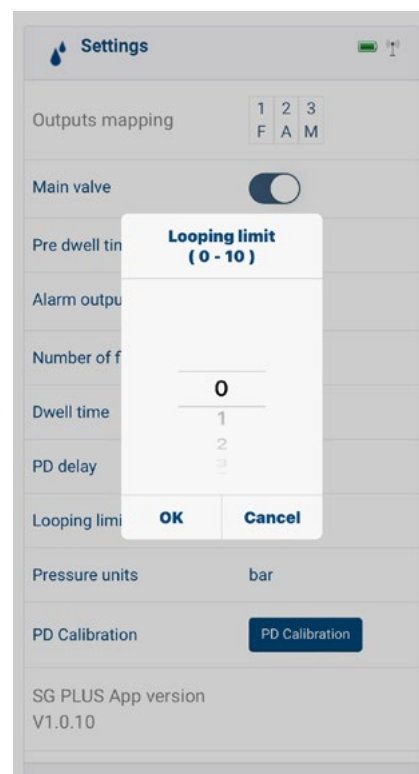 Settings
Outputs mapping
1 2 3
F A M
Main valve
Pre dwell tin
Looping limit
( 0 - 10 )
Alarm outpu
Number of f
0
Dwell time
1
2
PD delay
3
Looping limi
OK Cancel
Pressure units bar
PD Calibration PD Calibration
SG PLUS App version
V1.0.10